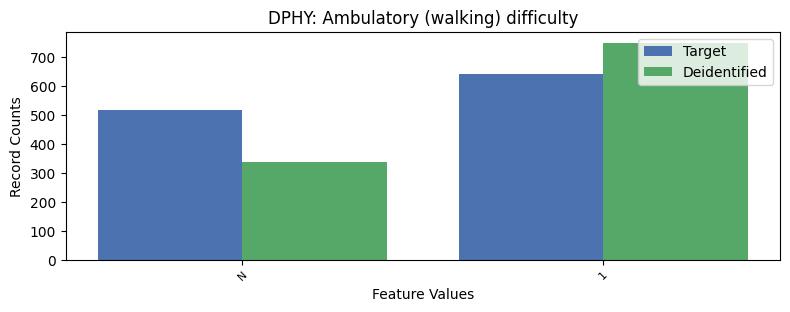 DPHY: Ambulatory (walking) difficulty
Target
Deidentified
Record Counts
700
600
500
400
300
200
100
0
N
1
Feature Values